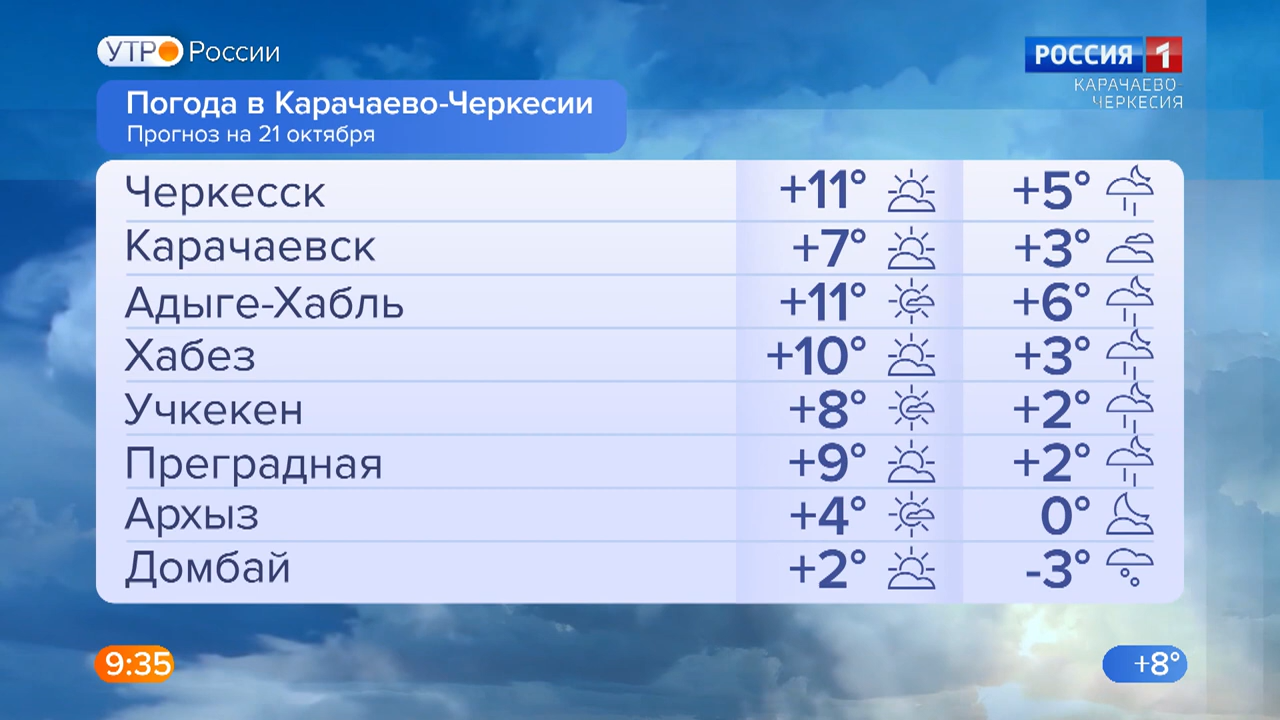 УТРО России
РОССИЯ 1
КАРАЧАЕВО-
ЧЕРКЕСИЯ
Погода в Карачаево-Черкесии
Прогноз на 21 октября
Черкесск +11° +5°
Карачаевск +7° +3°
Адыге-Хабль +11° +6°
Хабез +10° +3°
Учкекен +8° +2°
Преградная +9° +2°
Архыз +4° 0°
Домбай +2° -3°
9:35 +8°